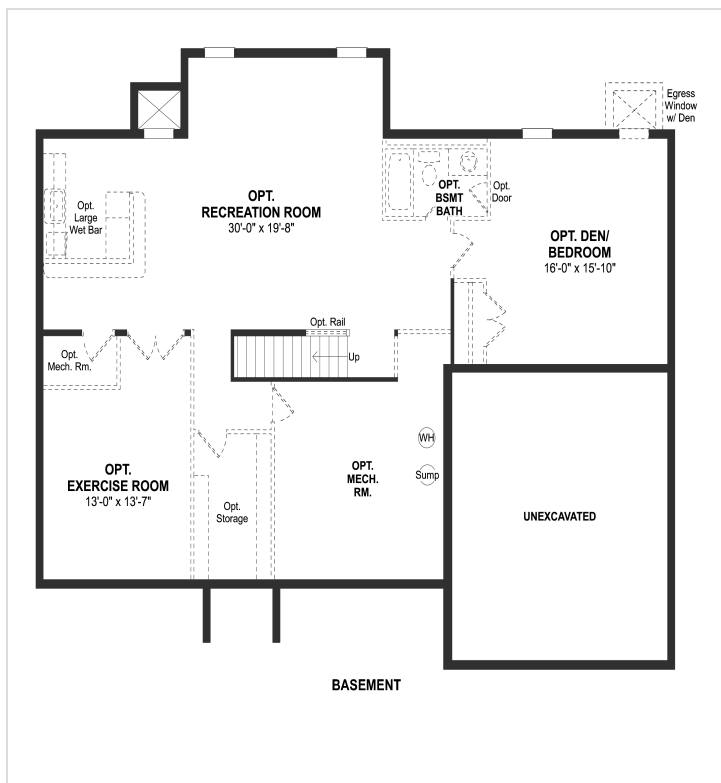 Egress
Window
w/ Den
OPT.
RECREATION ROOM
30'-0" x 19'-8"
Opt.
Large
Wet Bar
OPT.
BSMT
BATH
Opt.
Door
OPT. DEN/
BEDROOM
16'-0" x 15'-10"
Opt. Rail
Up
Opt.
Mech. Rm.
OPT.
EXERCISE ROOM
13'-0" x 13'-7"
Opt.
Storage
OPT.
MECH.
RM.
WH
Sump
UNEXCAVATED
BASEMENT